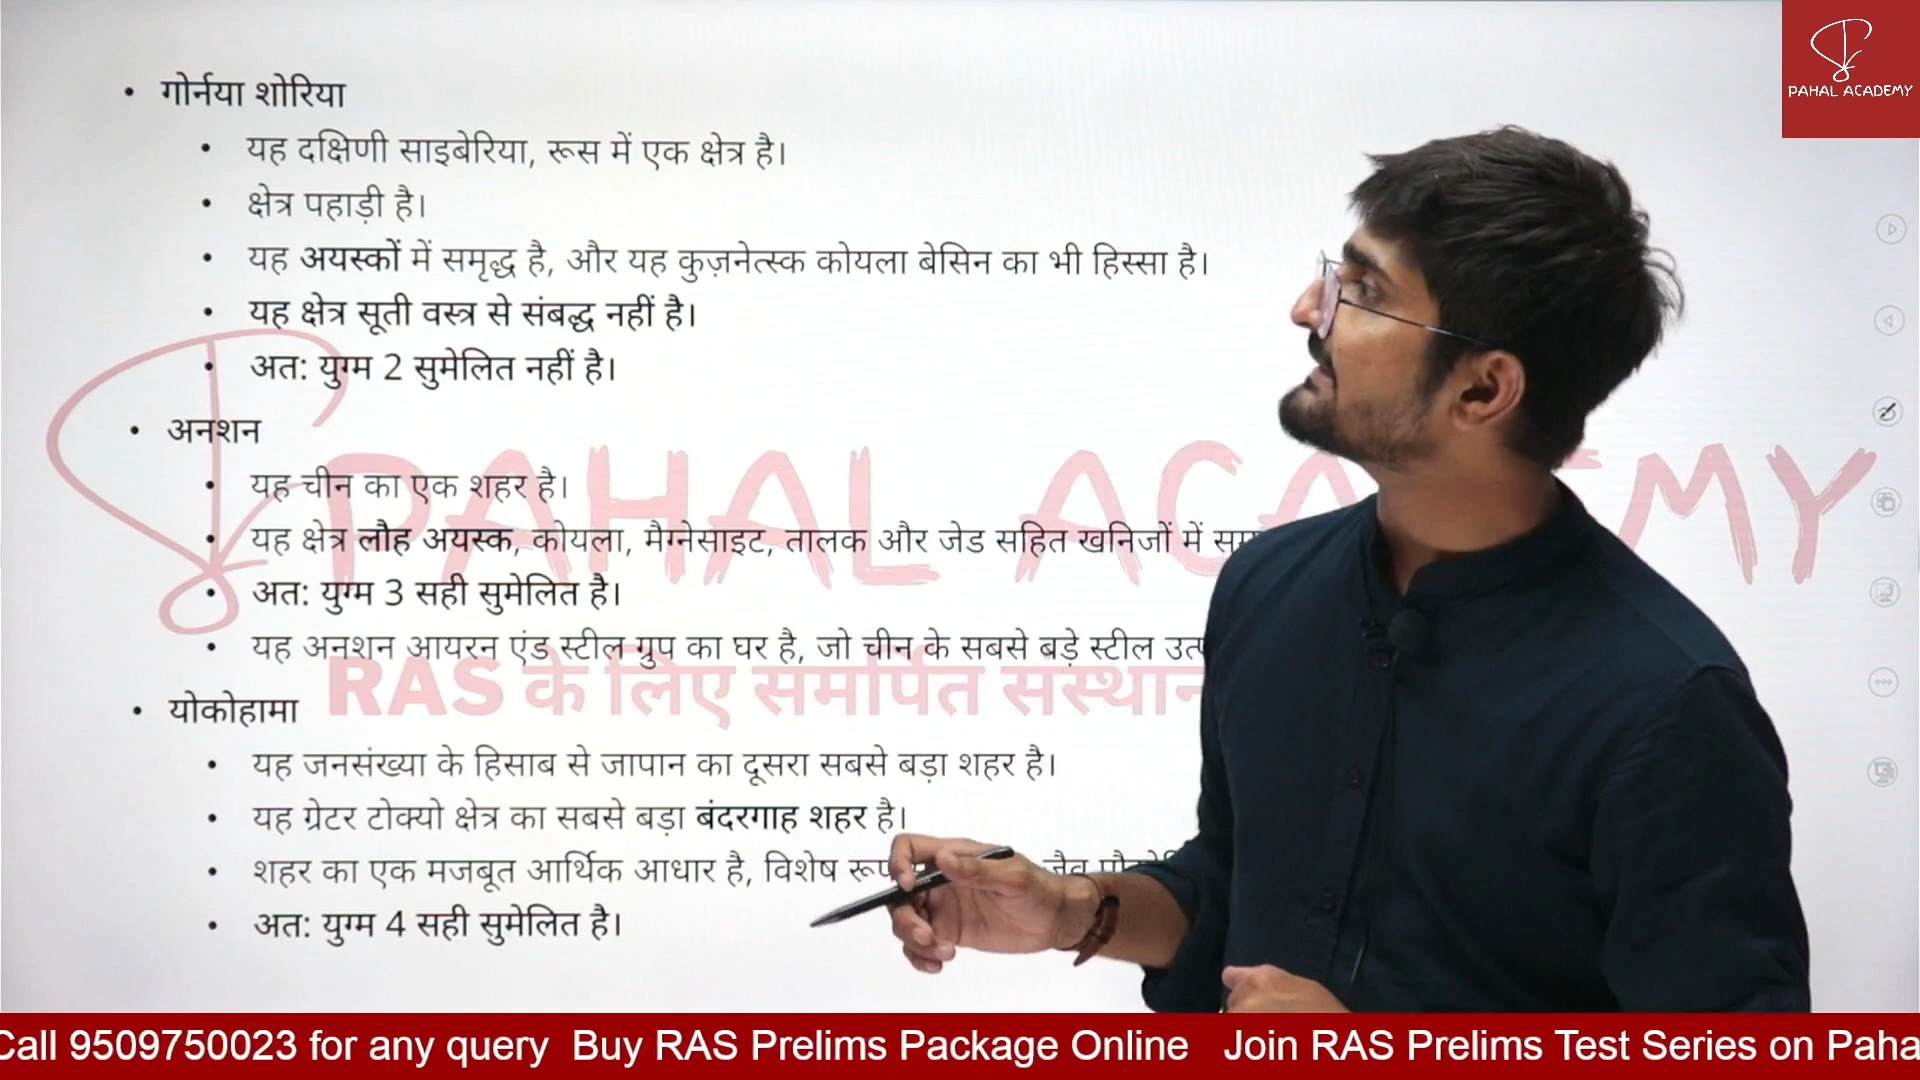 PAHAL ACADEMY
• गोर्नया शोरिया
• यह दक्षिणी साइबेरिया, रूस में एक क्षेत्र है।
• क्षेत्र पहाड़ी है।
• यह अयस्कों में समृद्ध है, और यह कुज़नेत्स्क कोयला बेसिन का भी हिस्सा है।
• यह क्षेत्र सूती वस्त्र से संबद्ध नहीं है।
• अत: युग्म 2 सुमेलित नहीं है।
• अनशन
PAHAL ACADEMY
• यह चीन का एक शहर है।
• यह क्षेत्र लौह अयस्क, कोयला, मैग्नेसाइट, तालक और जेड सहित खनिजों में
• अत: युग्म 3 सही सुमेलित है।
• यह अनशन आयरन एंड स्टील ग्रुप का घर है, जो चीन के सबसे बड़े स्टील
RAS के लिए समर्पित संस्थान
• योकोहामा
• यह जनसंख्या के हिसाब से जापान का दूसरा सबसे बड़ा शहर है।
• यह ग्रेटर टोक्यो क्षेत्र का सबसे बड़ा बंदरगाह शहर है।
• शहर का एक मजबूत आर्थिक आधार है, विशेष
• अत: युग्म 4 सही सुमेलित है।
Call 9509750023 for any query Buy RAS Prelims Package Online Join RAS Prelims Test Series on Paha